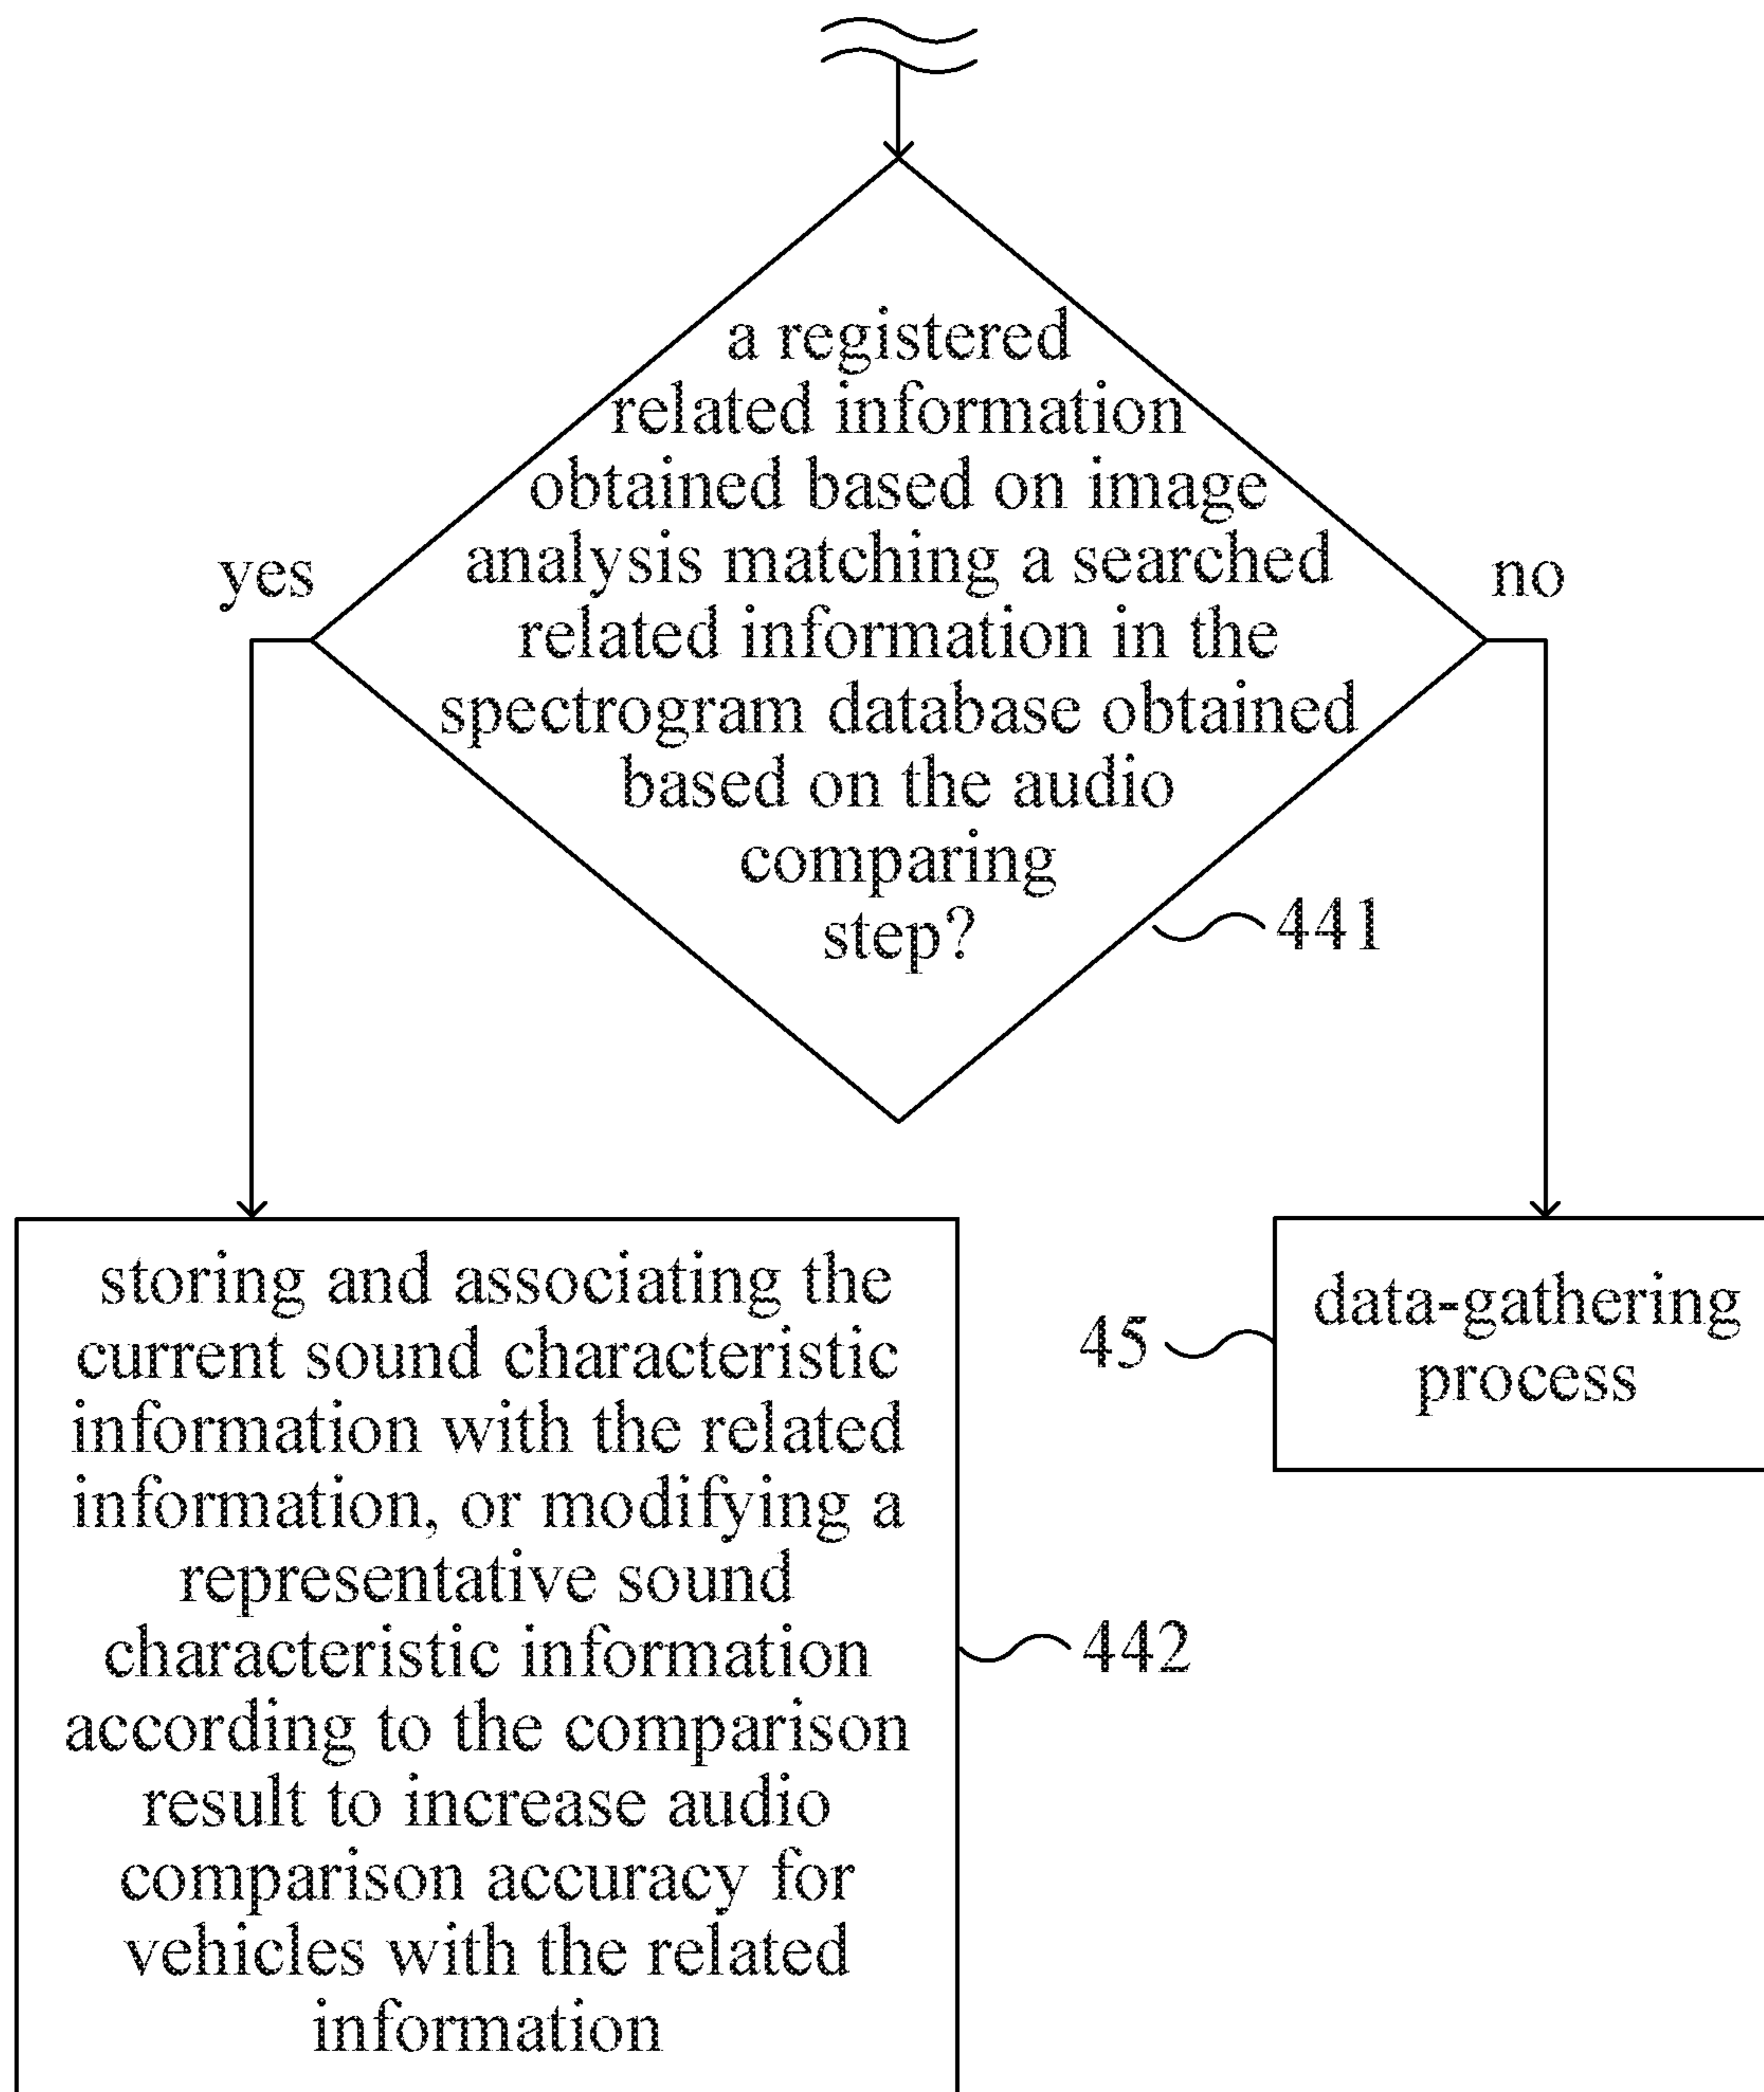 a registered
related information
obtained based on image
analysis matching a searched
related information in the
spectrogram database obtained
based on the audio
comparing
step?
yes
no
441
storing and associating the
current sound characteristic
information with the related
information, or modifying a
representative sound
characteristic information
according to the comparison
result to increase audio
comparison accuracy for
vehicles with the related
information
442
45
data-gathering
process